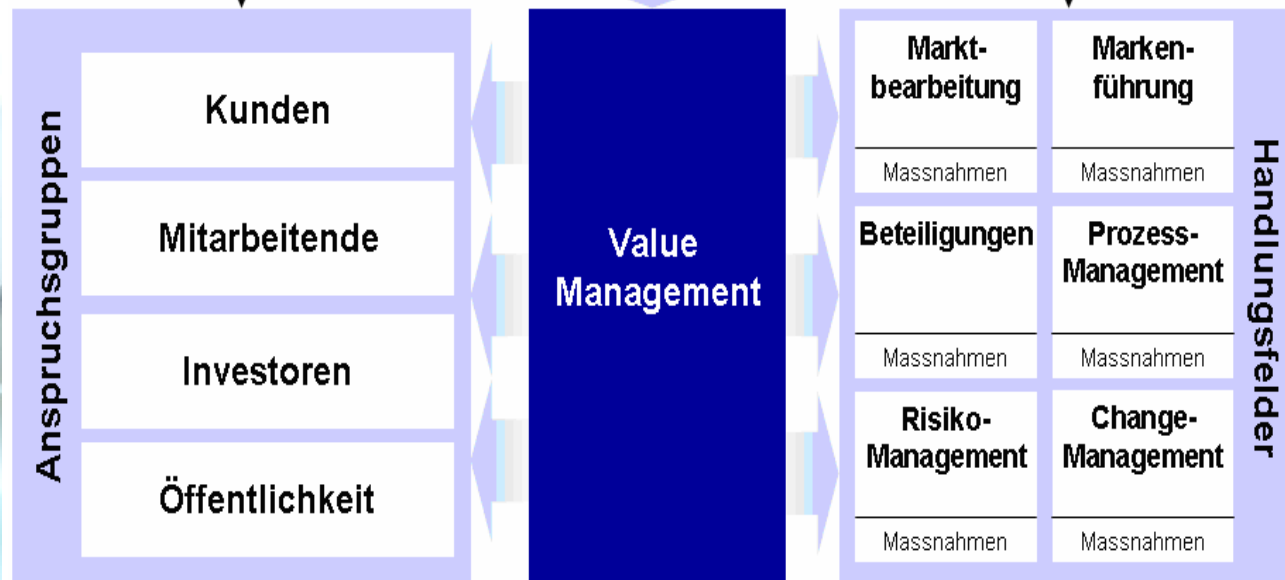 Anspruchsgruppen
Kunden
Mitarbeitende
Investoren
Öffentlichkeit
Value
Management
Markt-
bearbeitung
Massnahmen
Marken-
führung
Massnahmen
Beteiligungen
Massnahmen
Prozess-
Management
Massnahmen
Risiko-
Management
Massnahmen
Change-
Management
Massnahmen
Handlungsfelder